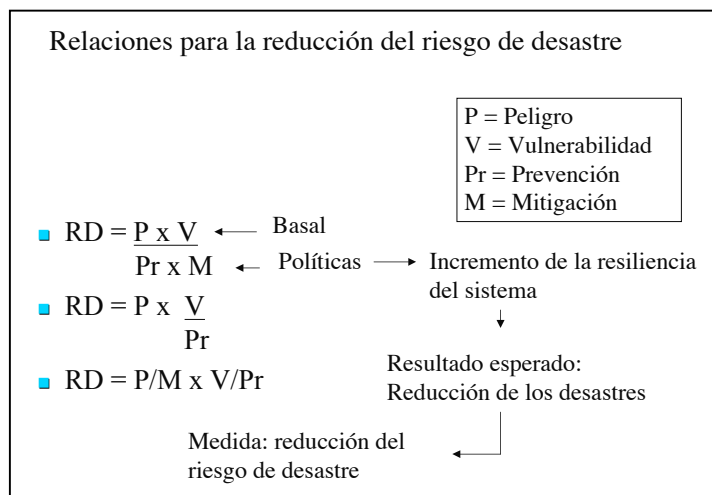 Relaciones para la reducción del riesgo de desastre
P = Peligro
V = Vulnerabilidad
Pr = Prevención
M = Mitigación
RD = P x V
Pr x M
Basal
Políticas
Incremento de la resiliencia
del sistema
RD = P x V
Pr
RD = P/M x V/Pr
Resultado esperado:
Reducción de los desastres
Medida: reducción del
riesgo de desastre